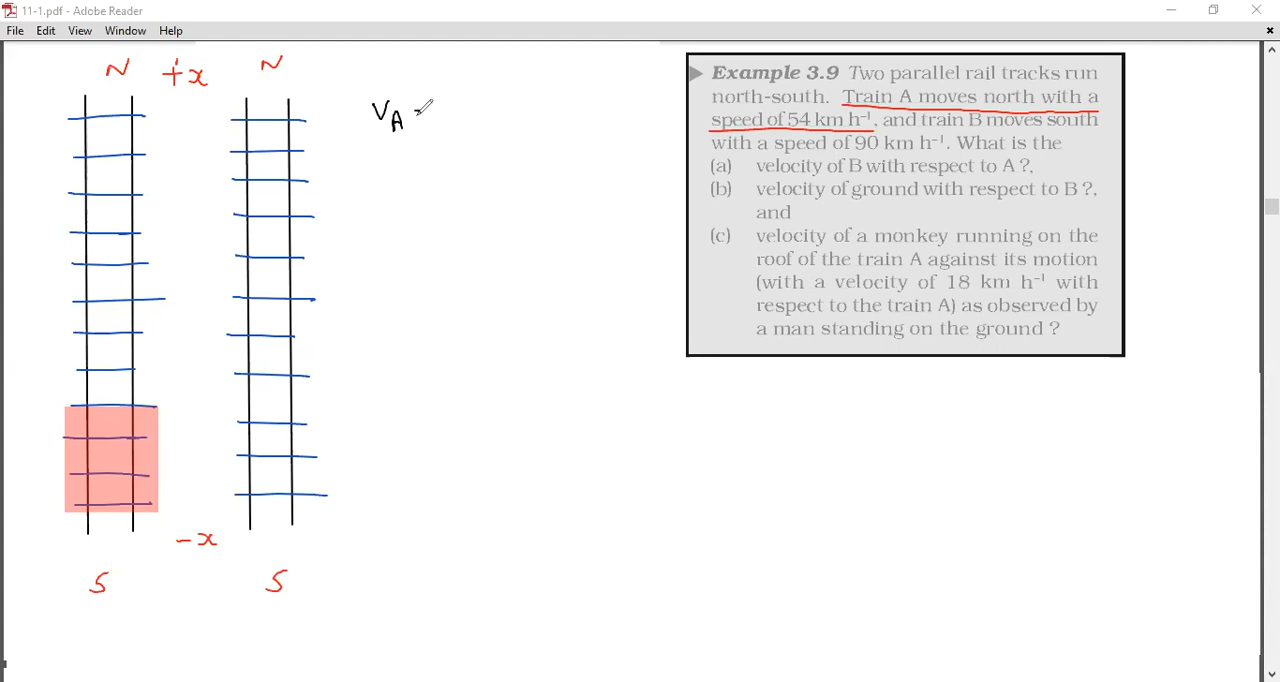 11-1.pdf - Adobe Reader
File Edit View Window Help
N +x N
V_A =
Example 3.9 Two parallel rail tracks run
north-south. Train A moves north with a
speed of 54 km h⁻¹, and train B moves south
with a speed of 90 km h⁻¹. What is the
(a) velocity of B with respect to A ?,
(b) velocity of ground with respect to B ?,
and
(c) velocity of a monkey running on the
roof of the train A against its motion
(with a velocity of 18 km h⁻¹ with
respect to the train A) as observed by
a man standing on the ground ?
-x
S S